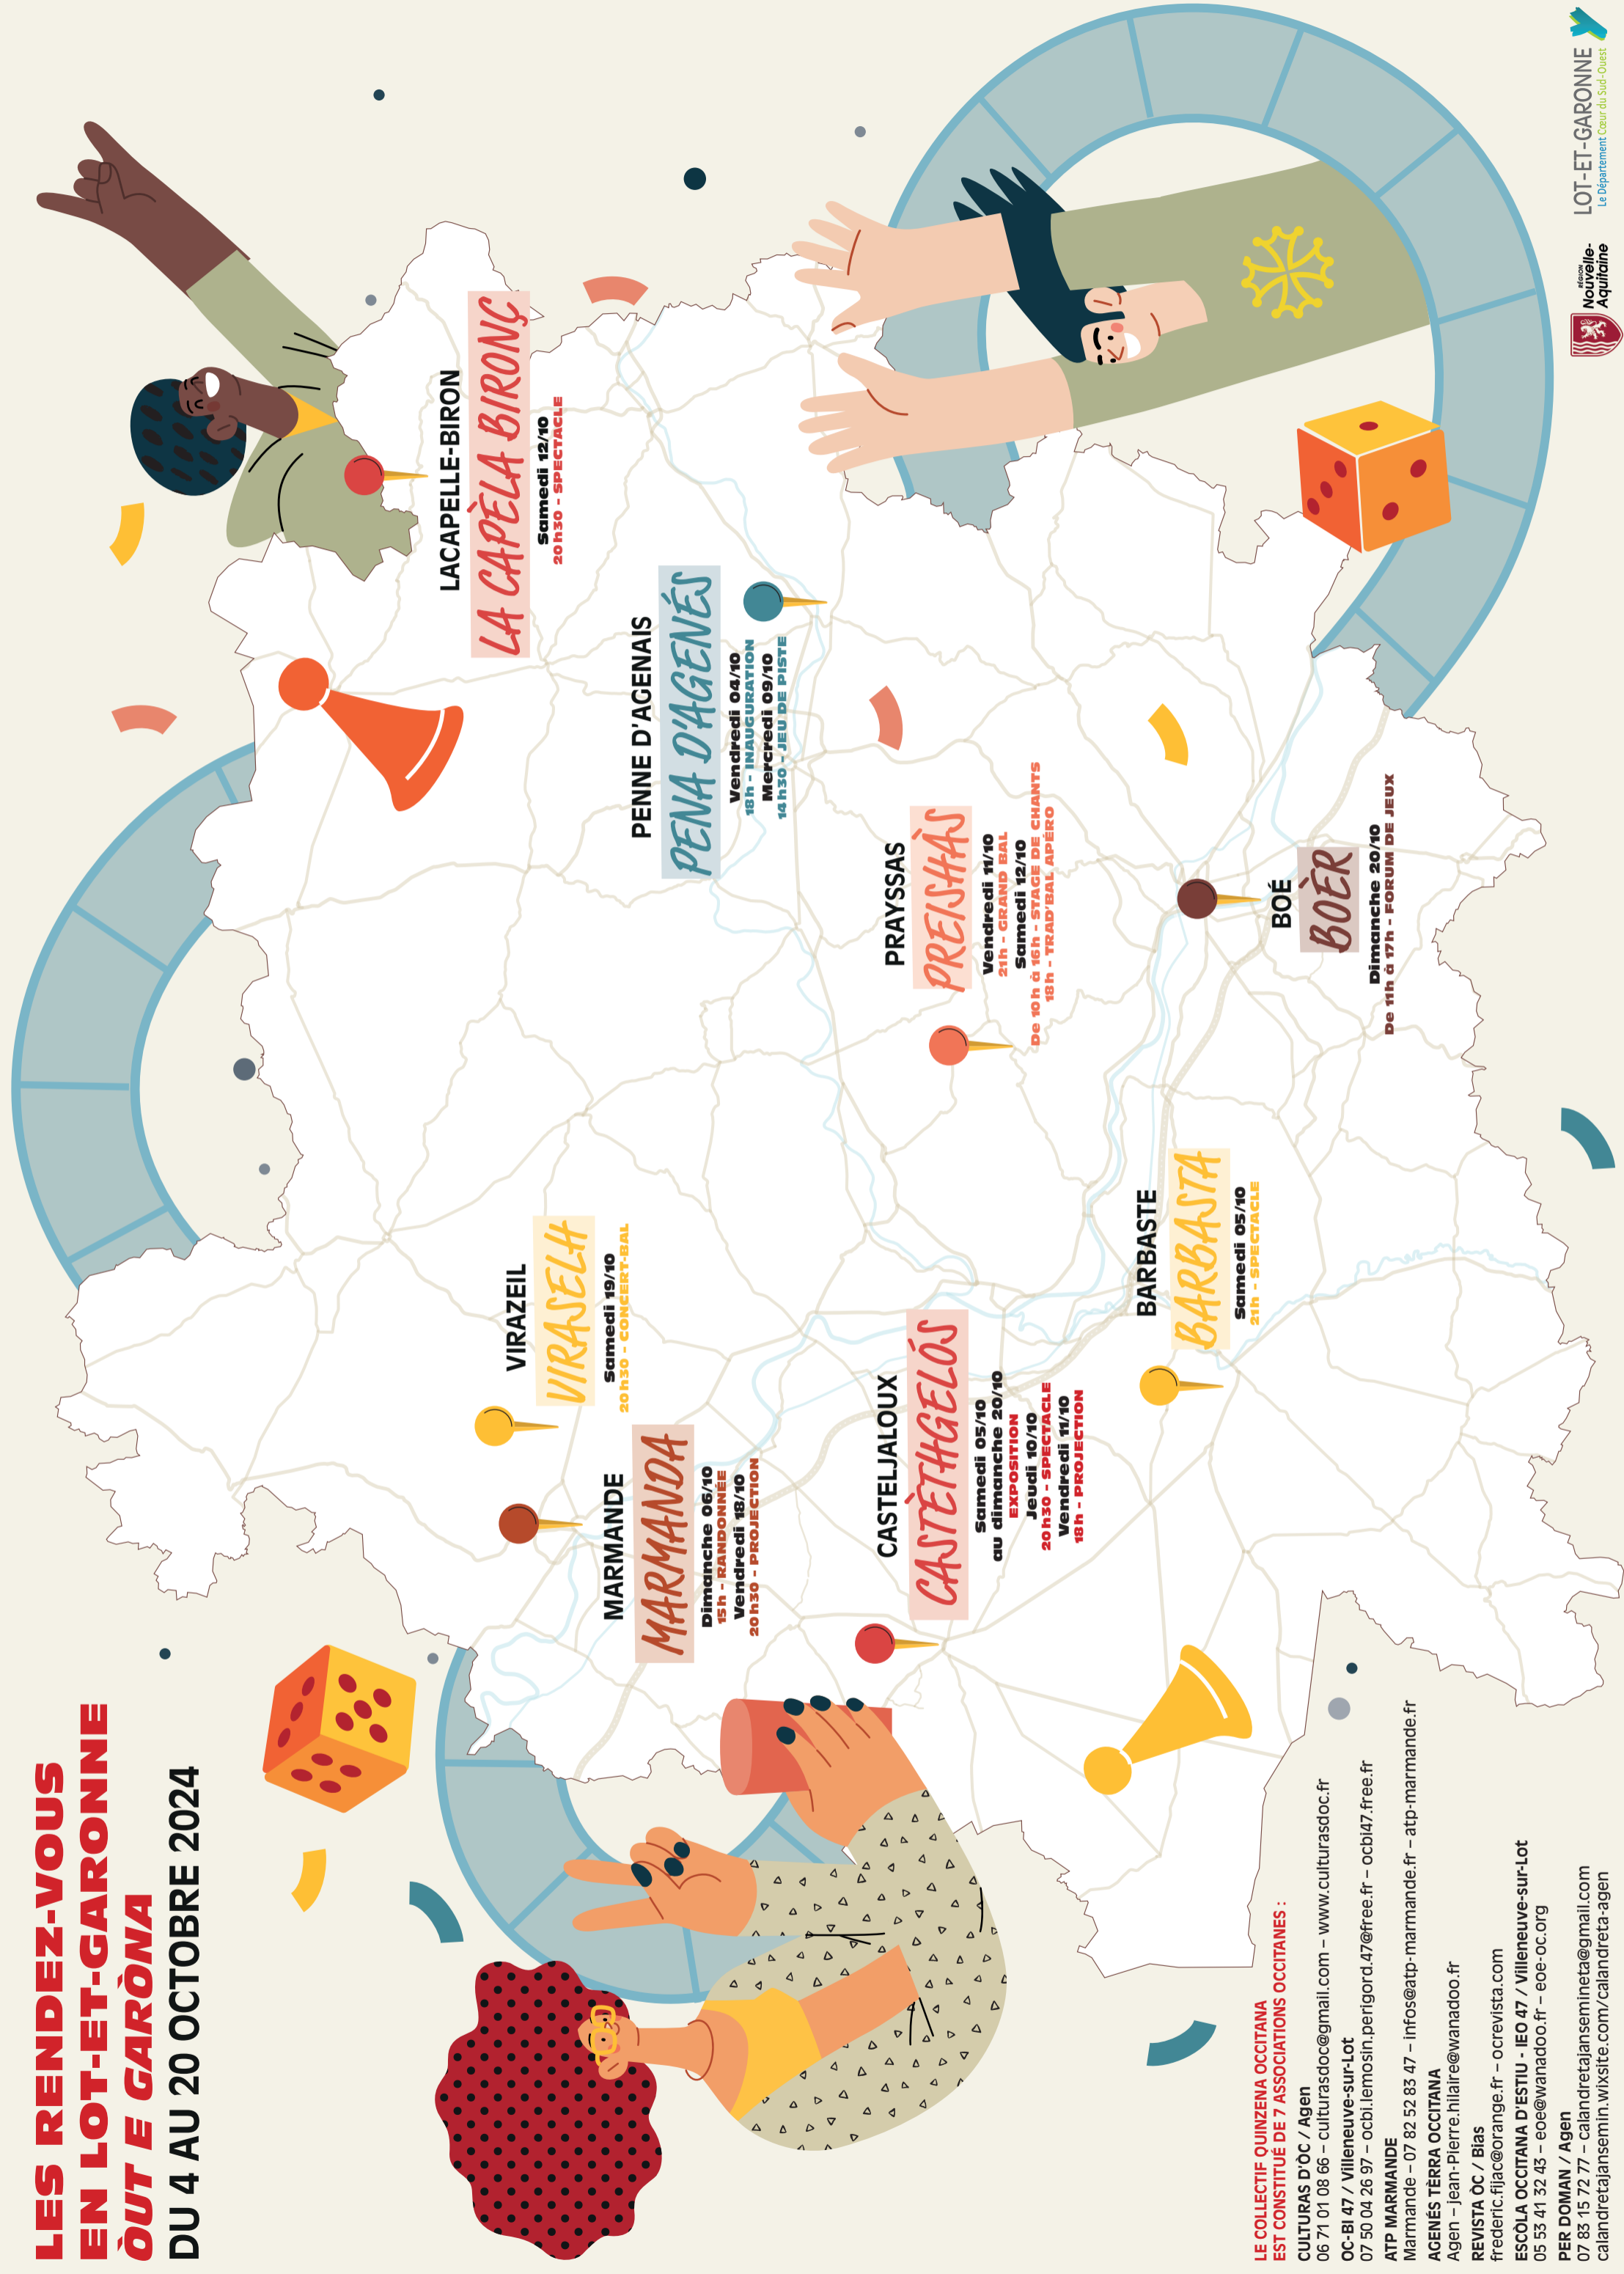 LES RENDEZ-VOUS
EN LOT-ET-GARONNE
ÒUT E GARÒNA
DU 4 AU 20 OCTOBRE 2024
LACAPELLE-BIRON
LA CAPÈLA BIRONÇ
Samedi 12/10
20h30 - SPECTACLE
VIRAZEIL
VIRASELH
Samedi 19/10
20h30 - CONCERT-BAL
MARMANDE
MARMANDA
Dimanche 06/10
15h - RANDONNÉE
Vendredi 18/10
20h30 - PROJECTION
PENNE D'AGENAIS
PENA D'AGENÉS
Vendredi 04/10
18h - INAUGURATION
Mercredi 09/10
14h30 - JEU DE PISTE
CASTELJALOUX
CASTÈTHGELÓS
Samedi 05/10
au dimanche 20/10
EXPOSITION
Jeudi 10/10
20h30 - SPECTACLE
Vendredi 11/10
18h - PROJECTION
PRAYSSAS
PREISHÀS
Vendredi 11/10
21h - GRAND BAL
Samedi 12/10
De 10h à 16h - STAGE DE CHANTS
18h - TRAD'BAL APÉRO
BARBASTE
BARBASTA
Samedi 05/10
21h - SPECTACLE
BOÉ
BOÈR
Dimanche 20/10
De 11h à 17h - FORUM DE JEUX
LE COLLECTIF QUINZENA OCCITANA
EST CONSTITUÉ DE 7 ASSOCIATIONS OCCITANES :
CULTURAS D'ÒC / Agen
06 71 01 08 66 – culturasdoc@gmail.com – www.culturasdoc.fr
OC-BI 47 / Villeneuve-sur-Lot
07 50 04 26 97 – ocbi.lemosin.perigord.47@free.fr – ocbi47.free.fr
ATP MARMANDE
Marmande – 07 82 52 83 47 – infos@atp-marmande.fr – atp-marmande.fr
AGENÉS TÈRRA OCCITANA
Agen – jean-Pierre.hilaire@wanadoo.fr
REVISTA ÒC / Bias
frederic.fijac@orange.fr – ocrevista.com
ESCÒLA OCCITANA D'ESTIU - IEO 47 / Villeneuve-sur-Lot
05 53 41 32 43 – eoe@wanadoo.fr – eoe-oc.org
PER DOMAN / Agen
07 83 15 72 77 – calandretajansemineta@gmail.com
calandretajansemin.wixsite.com/calandreta-agen
RÉGION
Nouvelle-
Aquitaine
LOT-ET-GARONNE
Le Département Cœur du Sud-Ouest